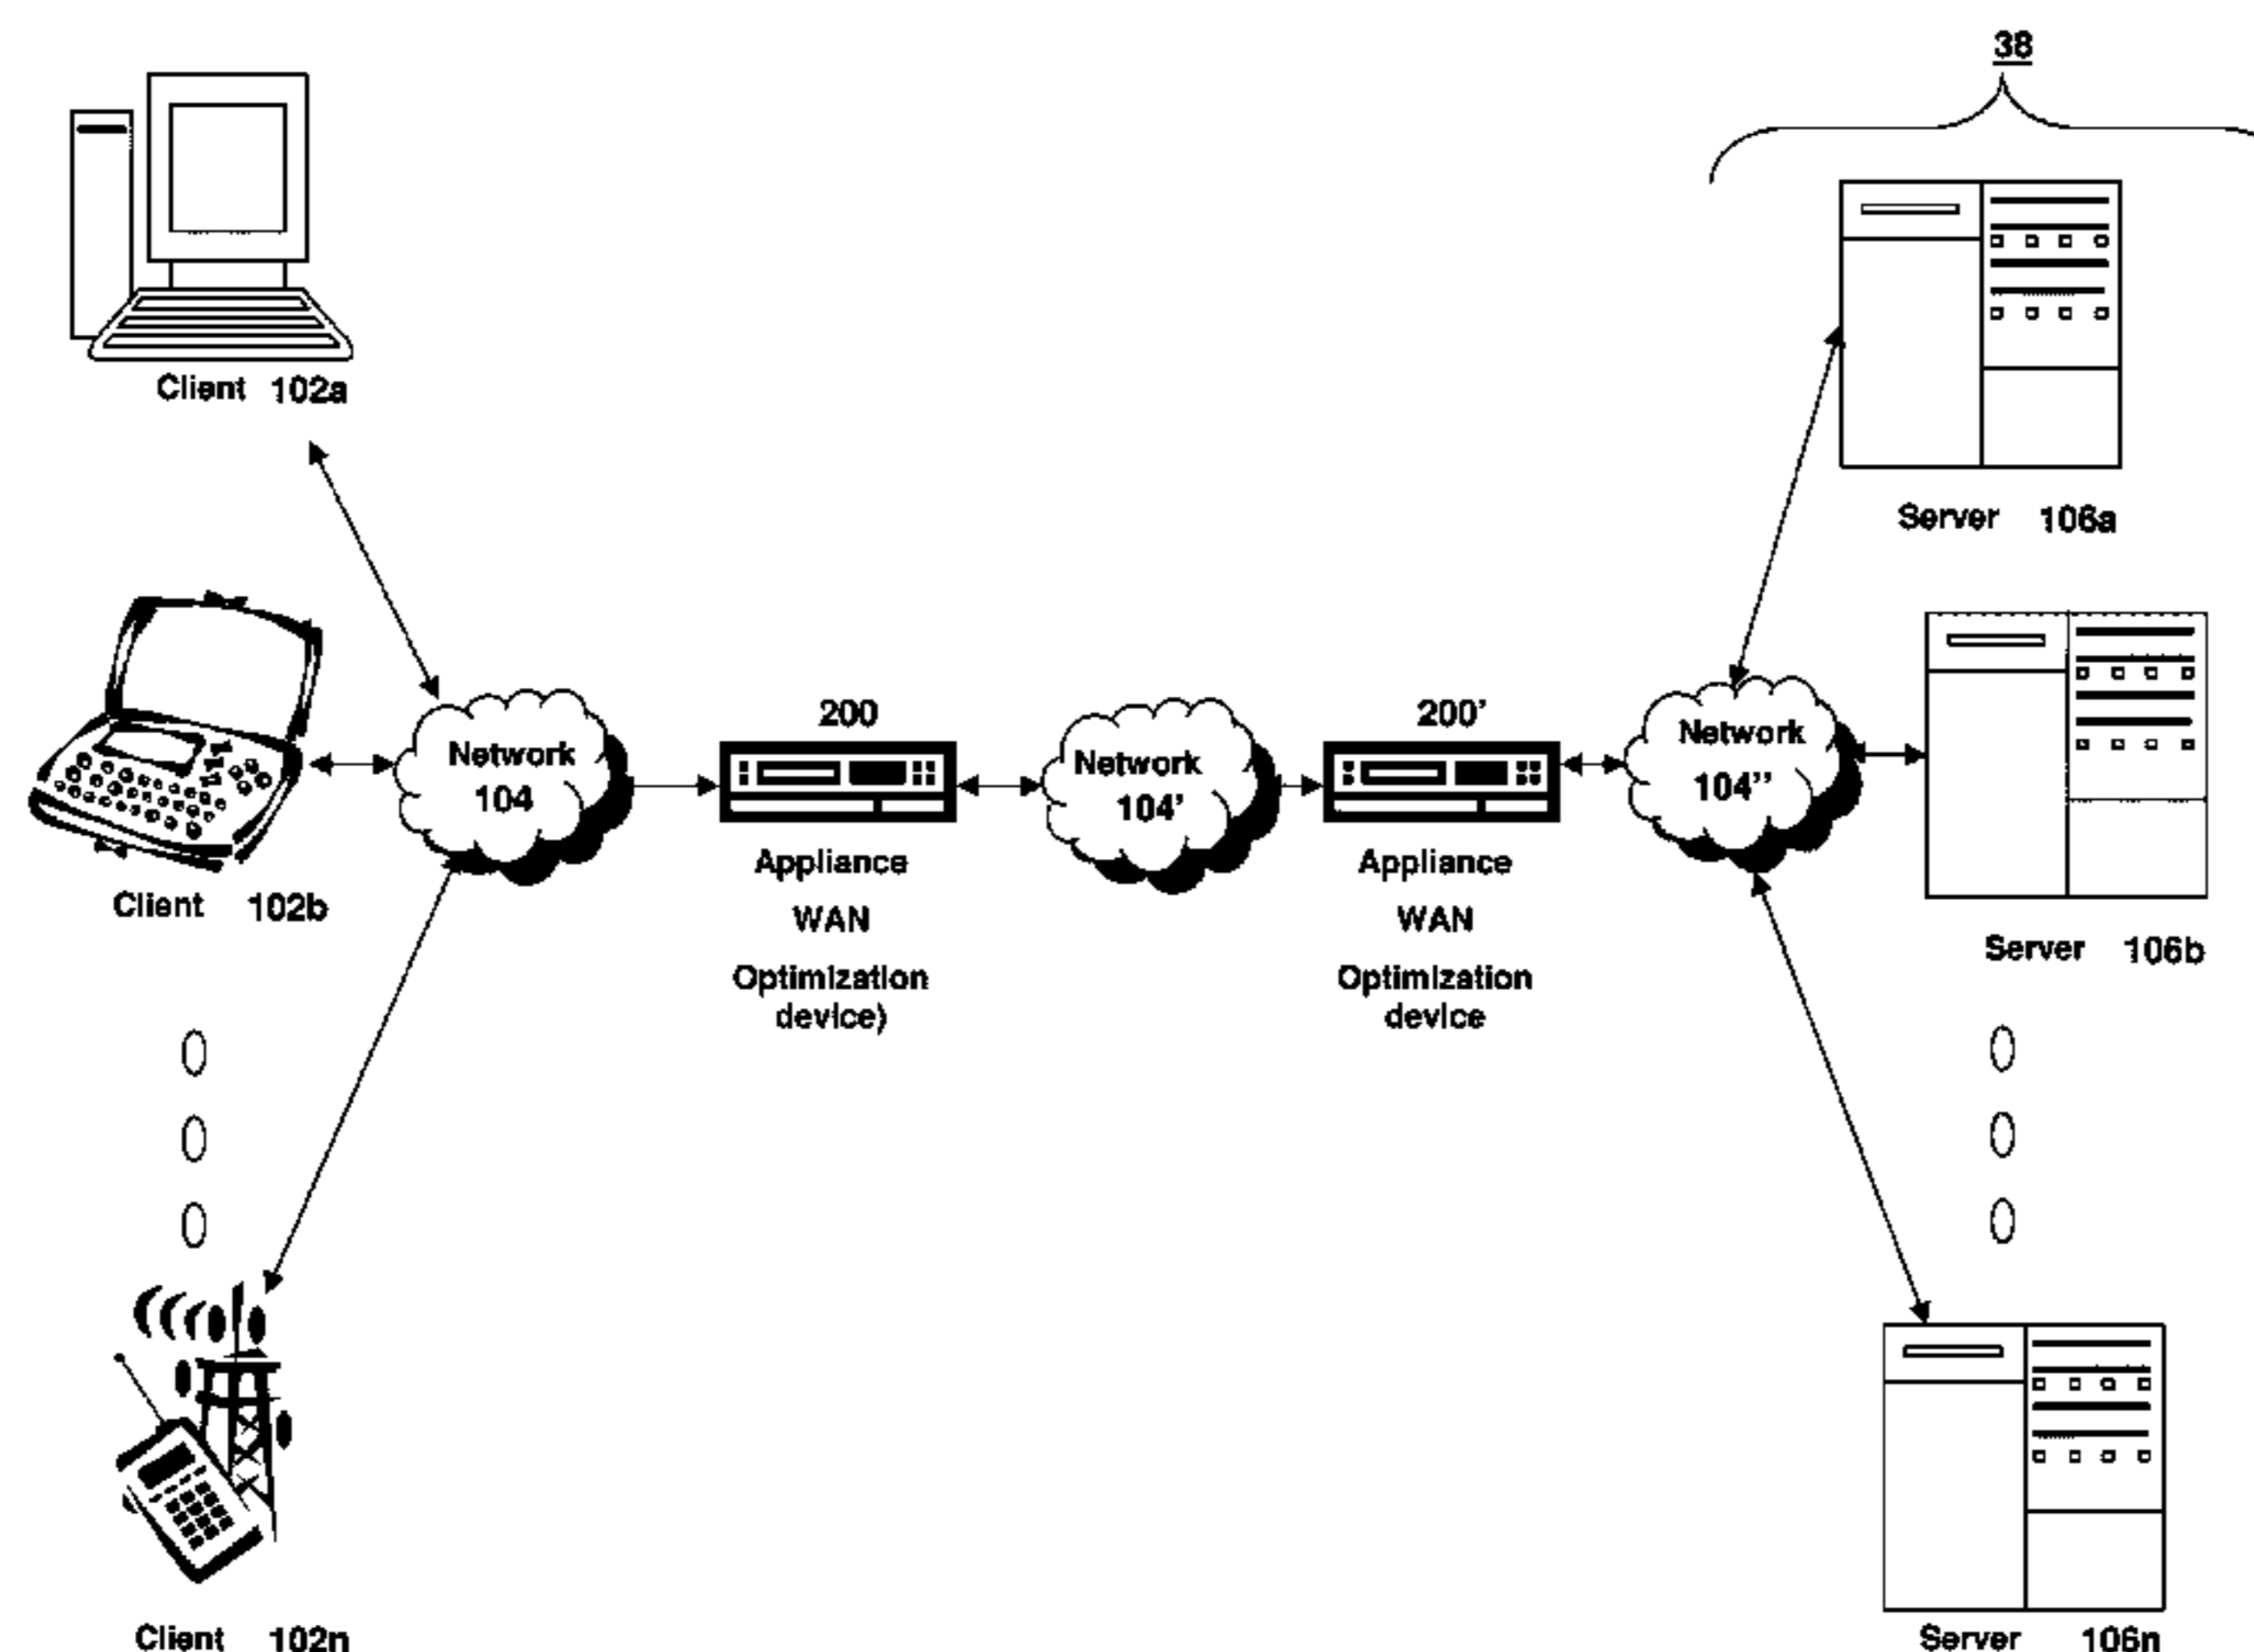 38
Client 102a
Server 106a
200
200'
Network
104
Network
104'
Network
104''
Appliance
WAN
Optimization
device)
Appliance
WAN
Optimization
device
Client 102b
Server 106b
Client 102n
Server 106n